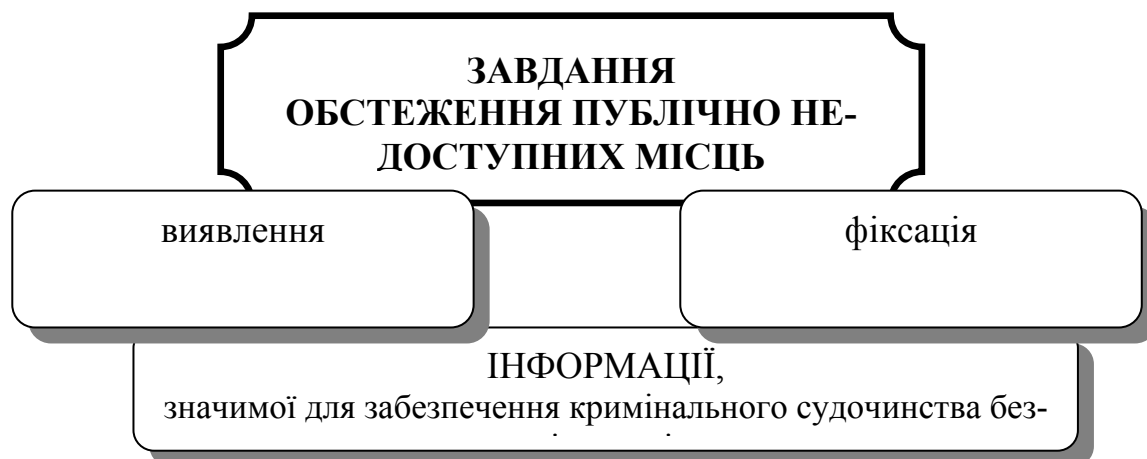 ЗАВДАННЯ
ОБСТЕЖЕННЯ ПУБЛІЧНО НЕ-
ДОСТУПНИХ МІСЦЬ
виявлення
фіксація
ІНФОРМАЦІЇ,
значимої для забезпечення кримінального судочинства без-